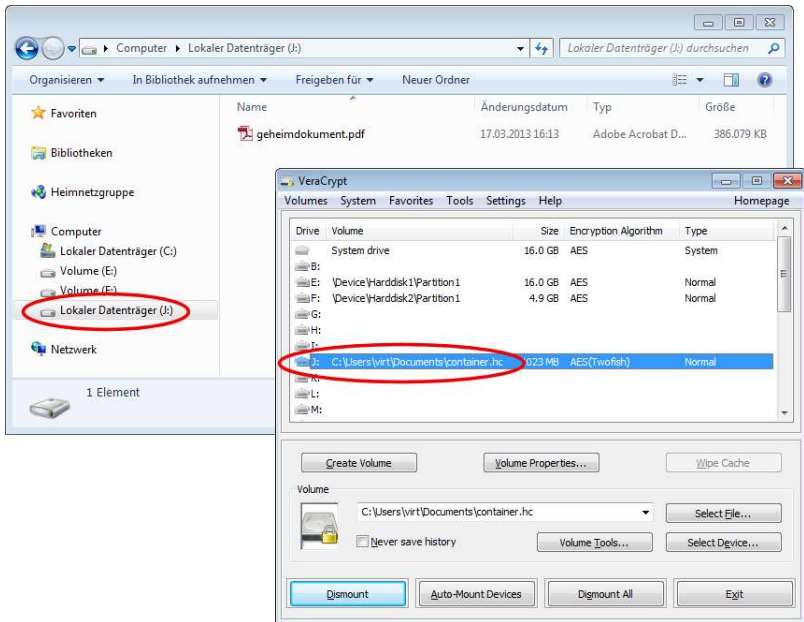 Computer Lokaler Datenträger (J:)
Lokaler Datenträger (J:) durchsuchen
Organisieren In Bibliothek aufnehmen Freigeben für Neuer Ordner
Name Änderungsdatum Typ Größe
Favoriten
geheimdokument.pdf 17.03.2013 16:13 Adobe Acrobat D... 386.079 KB
Bibliotheken
Heimnetzgruppe
Computer
Lokaler Datenträger (C:)
Volume (E:)
Volume (F:)
Lokaler Datenträger (J:)
Netzwerk
1 Element
VeraCrypt
Volumes System Favorites Tools Settings Help Homepage
Drive Volume Size Encryption Algorithm Type
System drive 16.0 GB AES System
B:
E: \Device\Harddisk1\Partition1 16.0 GB AES Normal
F: \Device\Harddisk2\Partition1 4.9 GB AES Normal
G:
H:
I:
J: C:\Users\virt\Documents\container.hc 023 MB AES(Twofish) Normal
K:
L:
M:
Create Volume Volume Properties... Wipe Cache
Volume
C:\Users\virt\Documents\container.hc Select File...
Never save history Volume Tools... Select Device...
Dismount Auto-Mount Devices Dismount All Exit